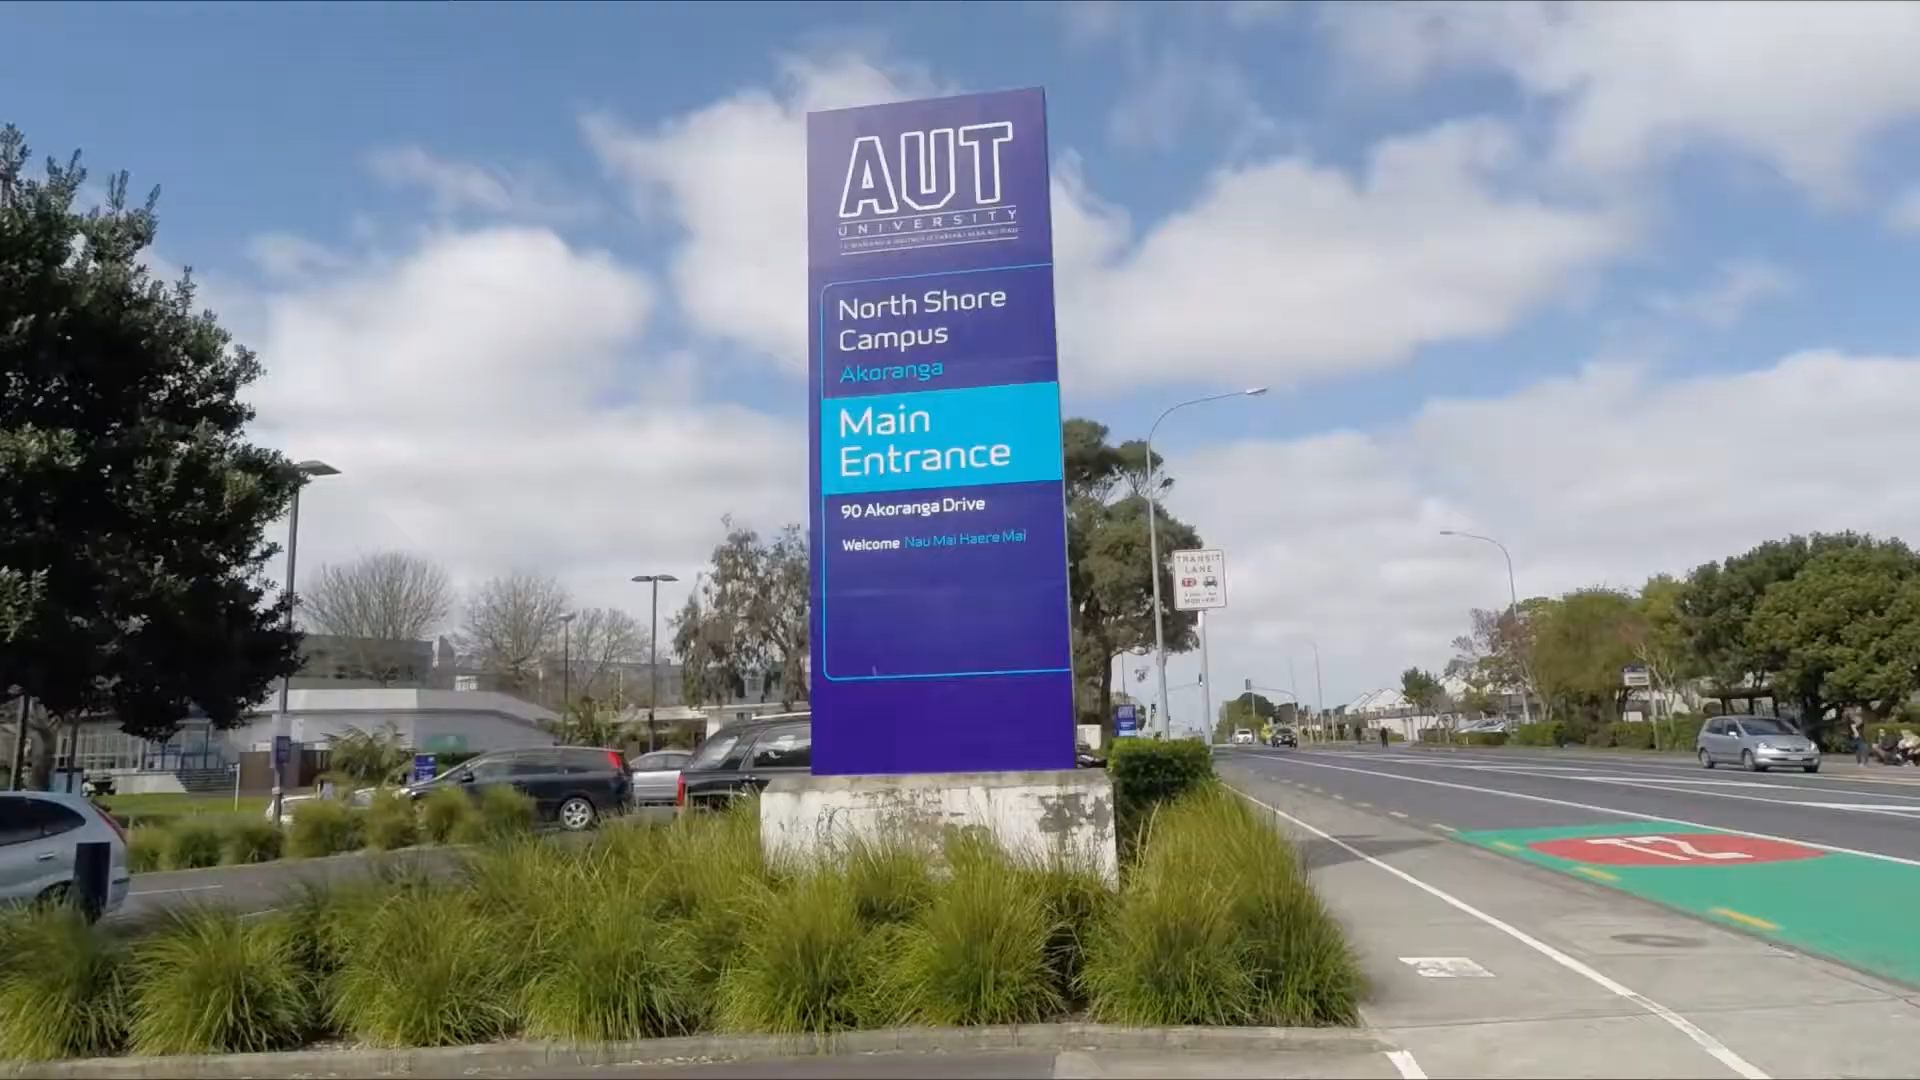 AUT
UNIVERSITY
North Shore
Campus
Akoranga
Main
Entrance
90 Akoranga Drive
Welcome Nau Mai Haere Mai
TRANSIT
LANE
T2
T2